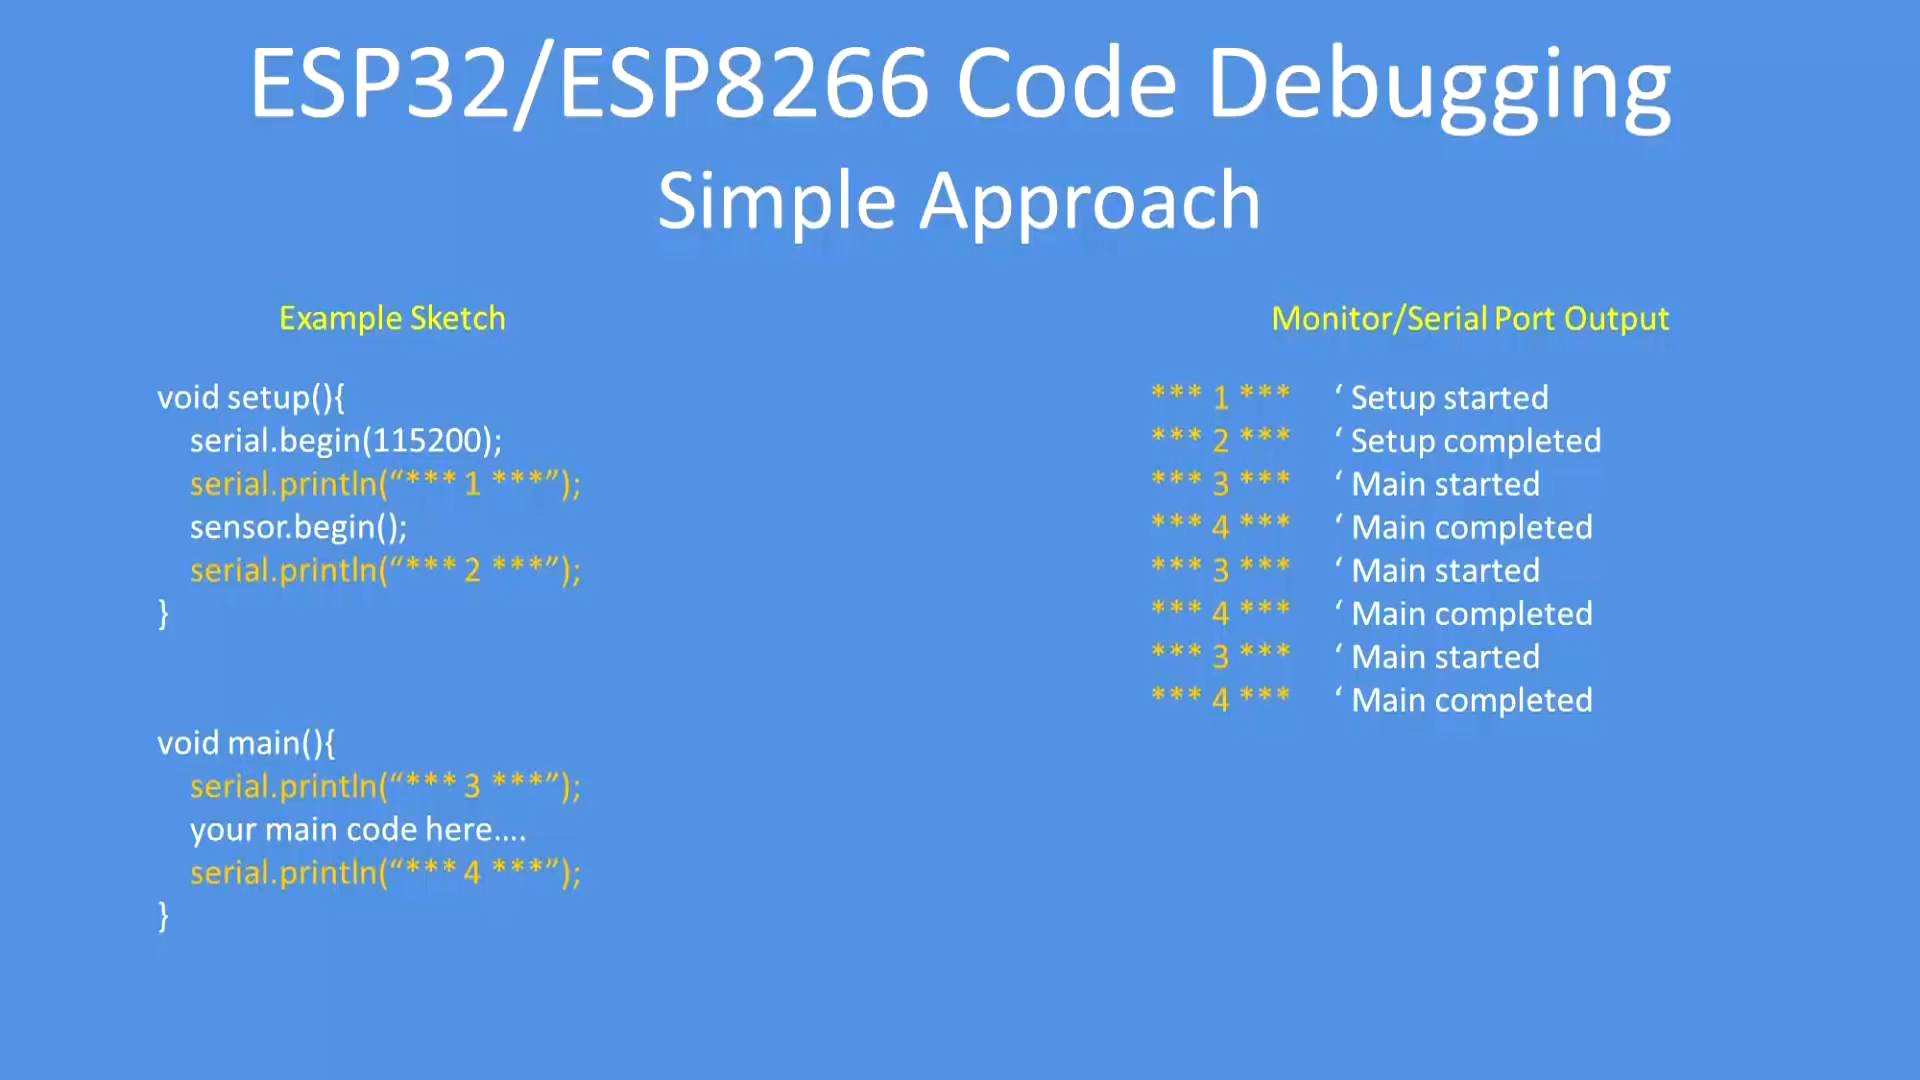 ESP32/ESP8266 Code Debugging
Simple Approach
Example Sketch
void setup(){
serial.begin(115200);
serial.println(“*** 1 ***”);
sensor.begin();
serial.println(“*** 2 ***”);
}
void main(){
serial.println(“*** 3 ***”);
your main code here....
serial.println(“*** 4 ***”);
}
Monitor/Serial Port Output
*** 1 *** ‘ Setup started
*** 2 *** ‘ Setup completed
*** 3 *** ‘ Main started
*** 4 *** ‘ Main completed
*** 3 *** ‘ Main started
*** 4 *** ‘ Main completed
*** 3 *** ‘ Main started
*** 4 *** ‘ Main completed